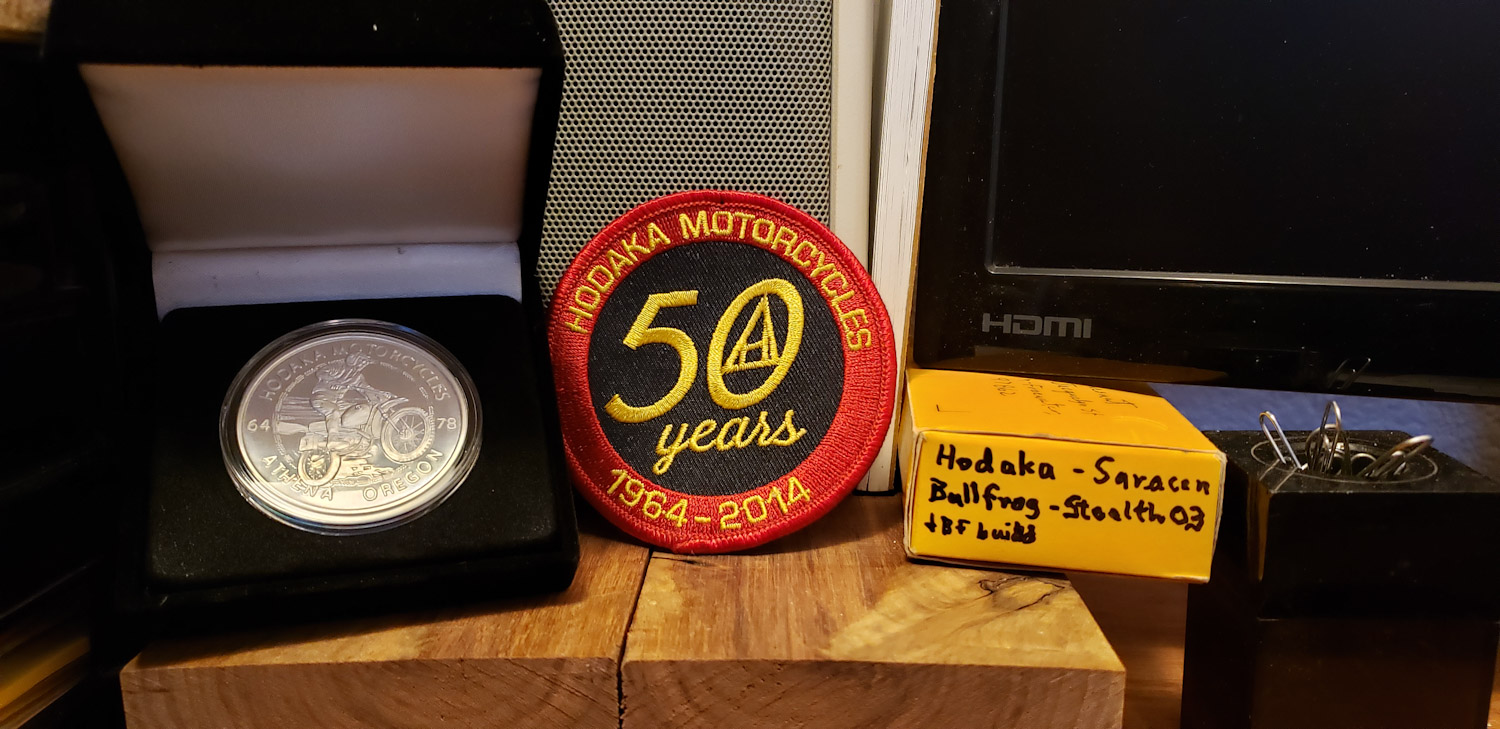 HODAKA MOTORCYCLES
64 78
ATHENA OREGON
HODAKA MOTORCYCLES
50
years
1964-2014
HDMI
Hodaka - Saracen
Bullfrog - Stealth 03
+ BF build